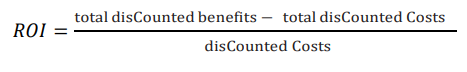 ROI = total disCounted benefits − total disCounted Costs
disCounted Costs